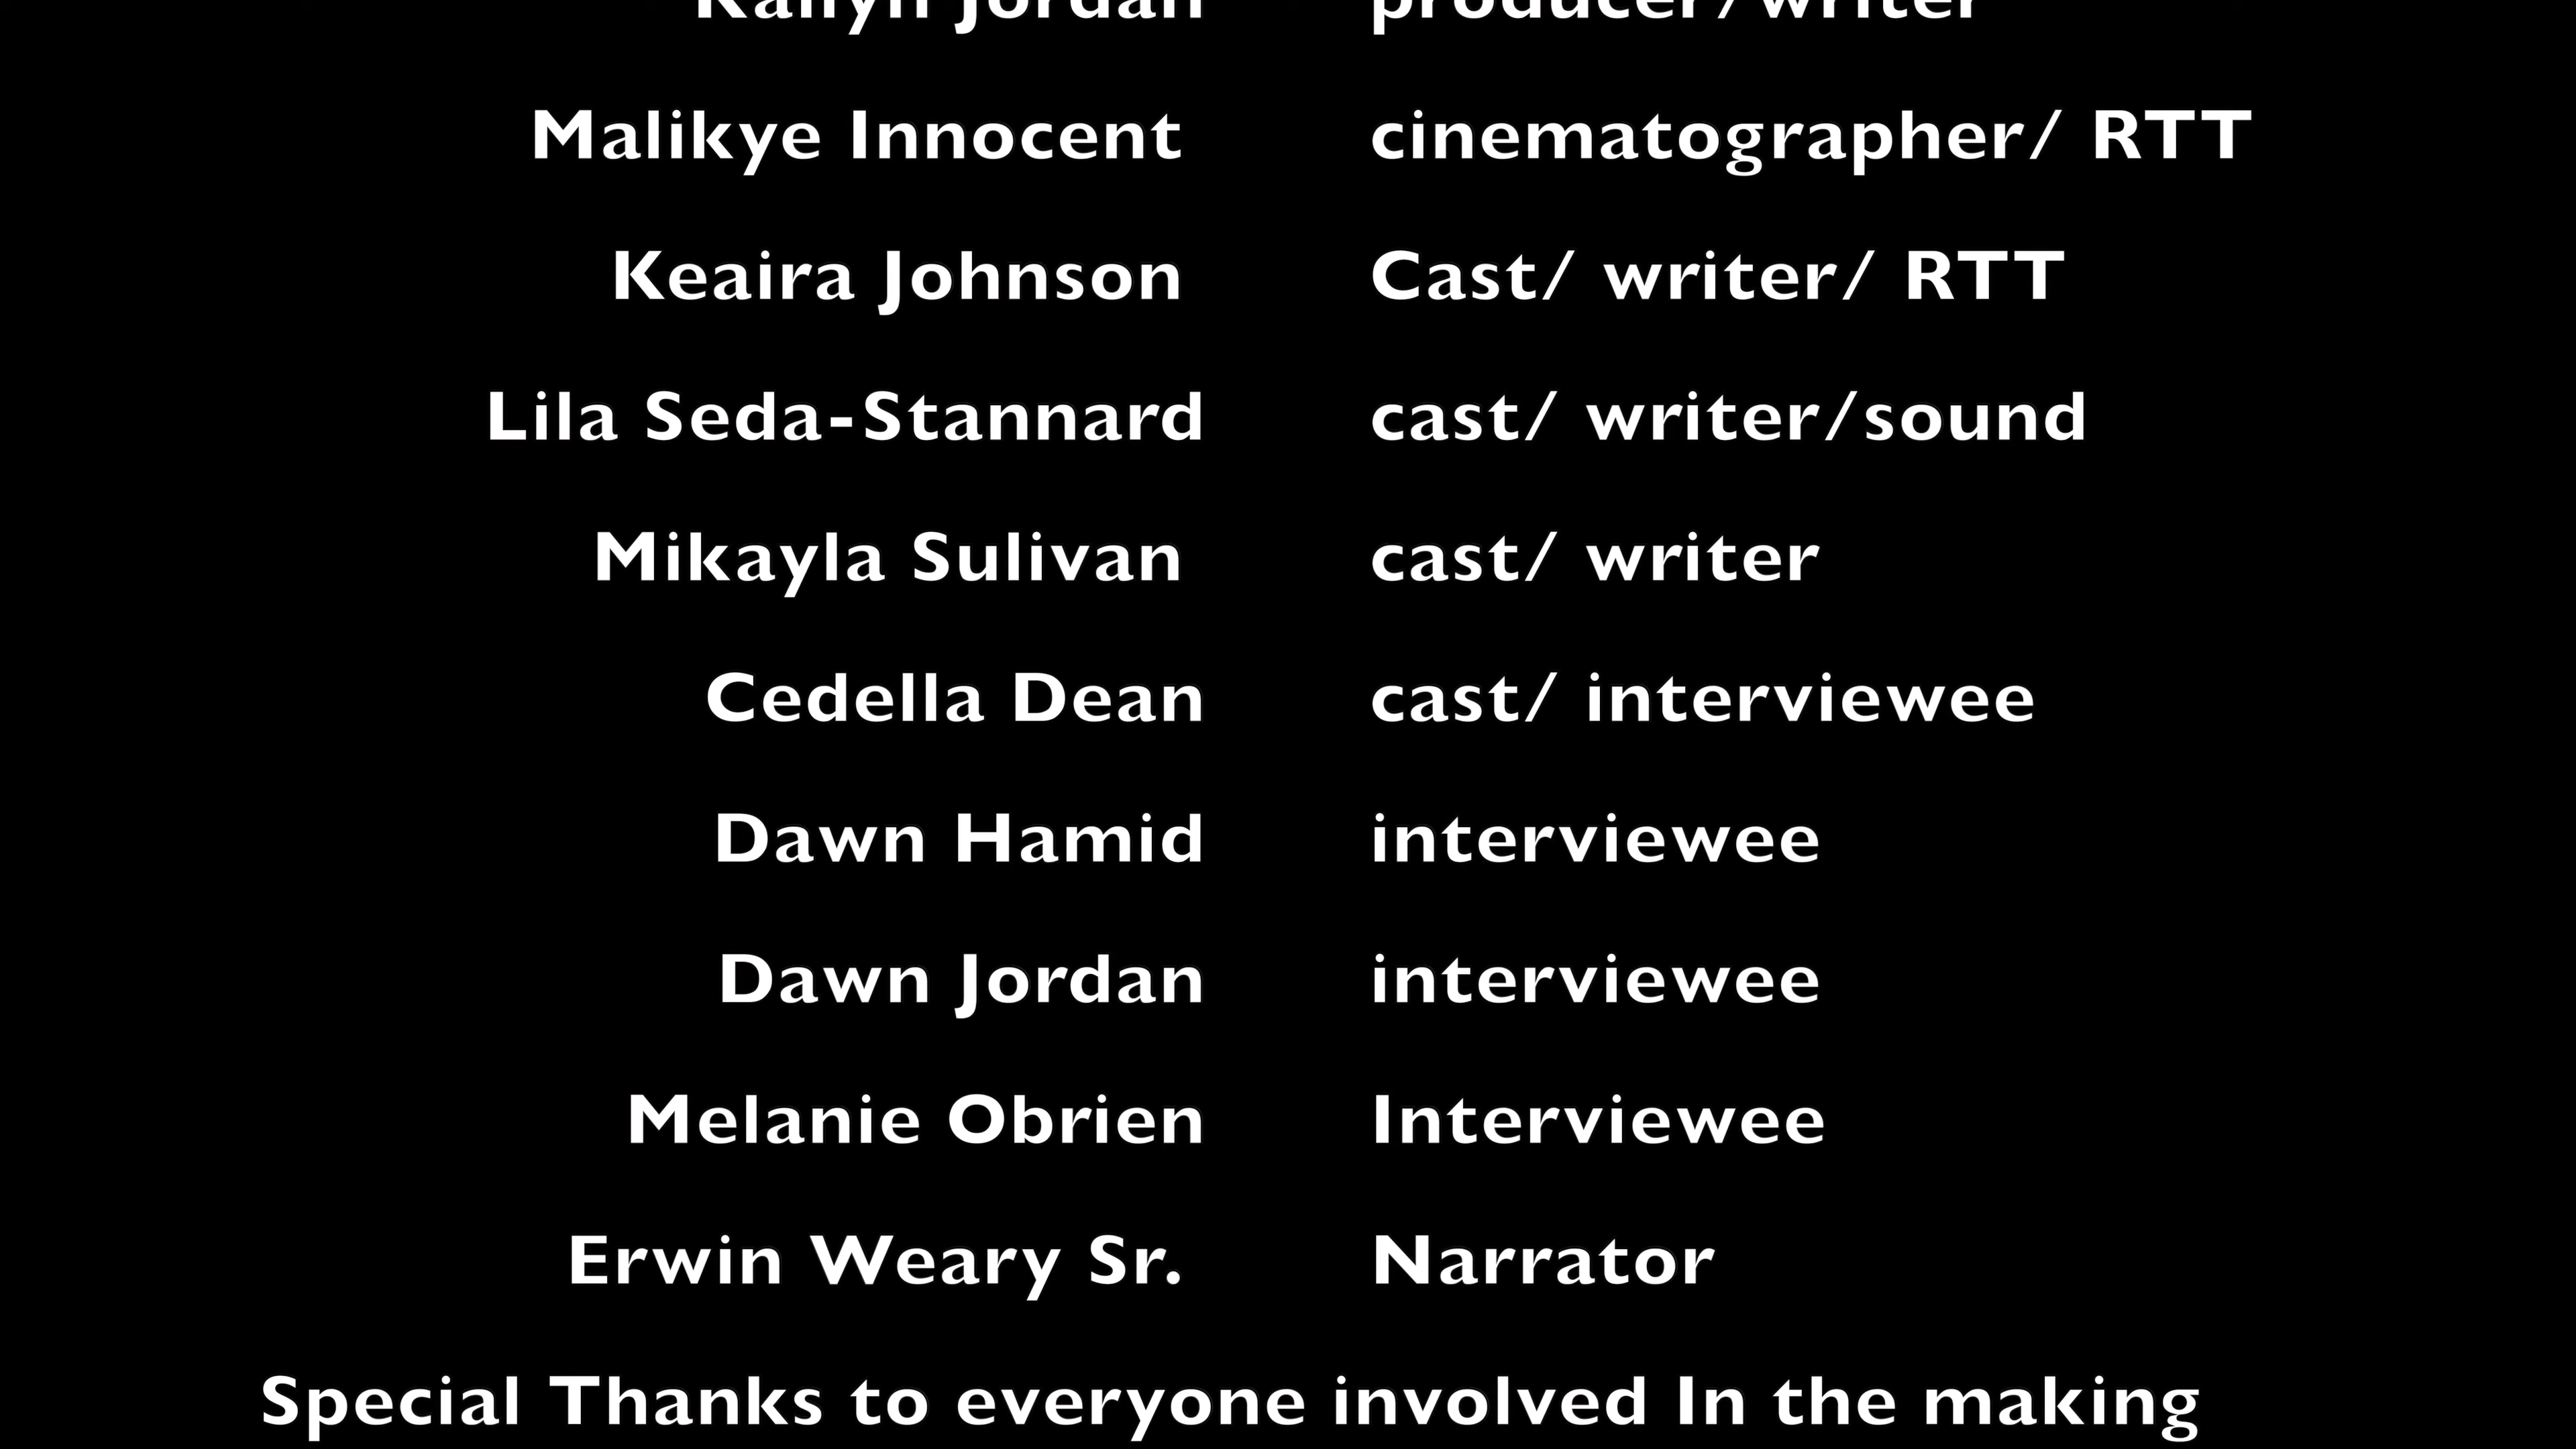 Jordan producer/writer
Malikye Innocent cinematographer/ RTT
Keaira Johnson Cast/ writer/ RTT
Lila Seda-Stannard cast/ writer/sound
Mikayla Sulivan cast/ writer
Cedella Dean cast/ interviewee
Dawn Hamid interviewee
Dawn Jordan interviewee
Melanie Obrien Interviewee
Erwin Weary Sr. Narrator
Special Thanks to everyone involved In the making